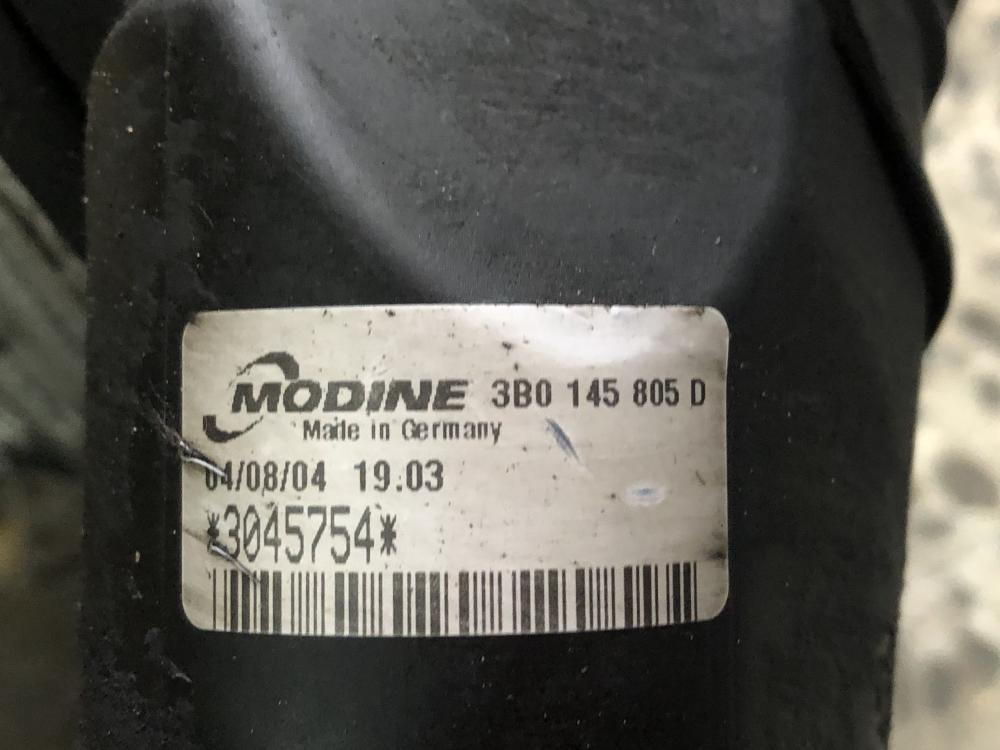 MODINE 3B0 145 805 D
Made in Germany
04/08/04 19.03
*3045754*